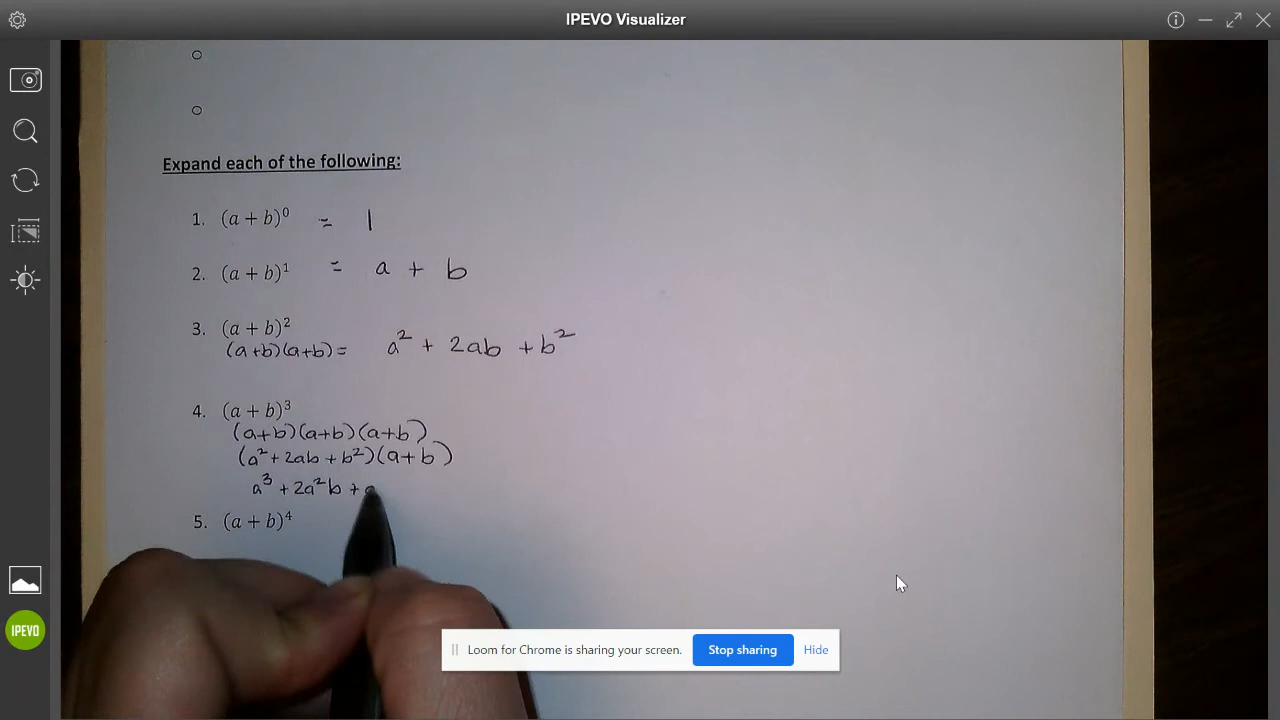 IPEVO Visualizer
Expand each of the following:
1. (a + b)⁰ = 1
2. (a + b)¹ = a + b
3. (a + b)²
(a+b)(a+b) = a² + 2ab + b²
4. (a + b)³
(a+b)(a+b)(a+b)
(a² + 2ab + b²)(a+b)
a³ + 2a²b + a
5. (a + b)⁴
IPEVO
Loom for Chrome is sharing your screen. Stop sharing Hide